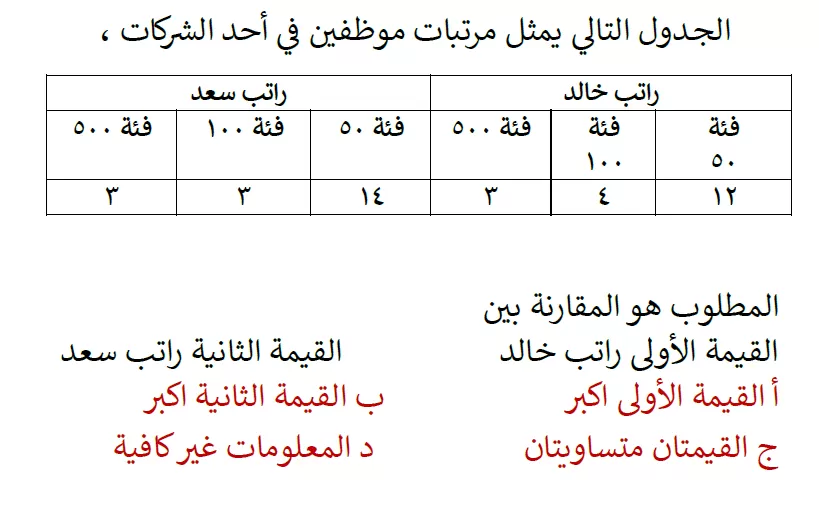 الجدول التالي يمثل مرتبات موظفين في أحد الشركات ،
راتب خالد راتب سعد
فئة ٥٠ فئة ١٠٠ فئة ٥٠٠ فئة ٥٠ فئة ١٠٠ فئة ٥٠٠
١٢ ٤ ٣ ١٤ ٣ ٣
المطلوب هو المقارنة بين
القيمة الأولى راتب خالد القيمة الثانية راتب سعد
أ القيمة الأولى اكبر ب القيمة الثانية اكبر
ج القيمتان متساويتان د المعلومات غير كافية